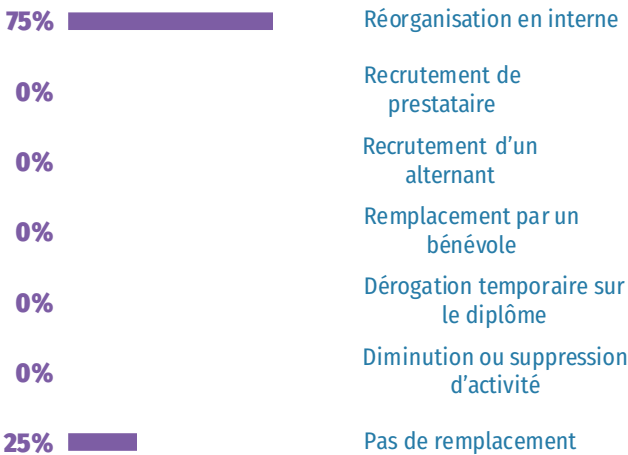 75% Réorganisation en interne
0% Recrutement de
prestataire
0% Recrutement d'un
alternant
0% Remplacement par un
bénévole
0% Dérogation temporaire sur
le diplôme
0% Diminution ou suppression
d'activité
25% Pas de remplacement